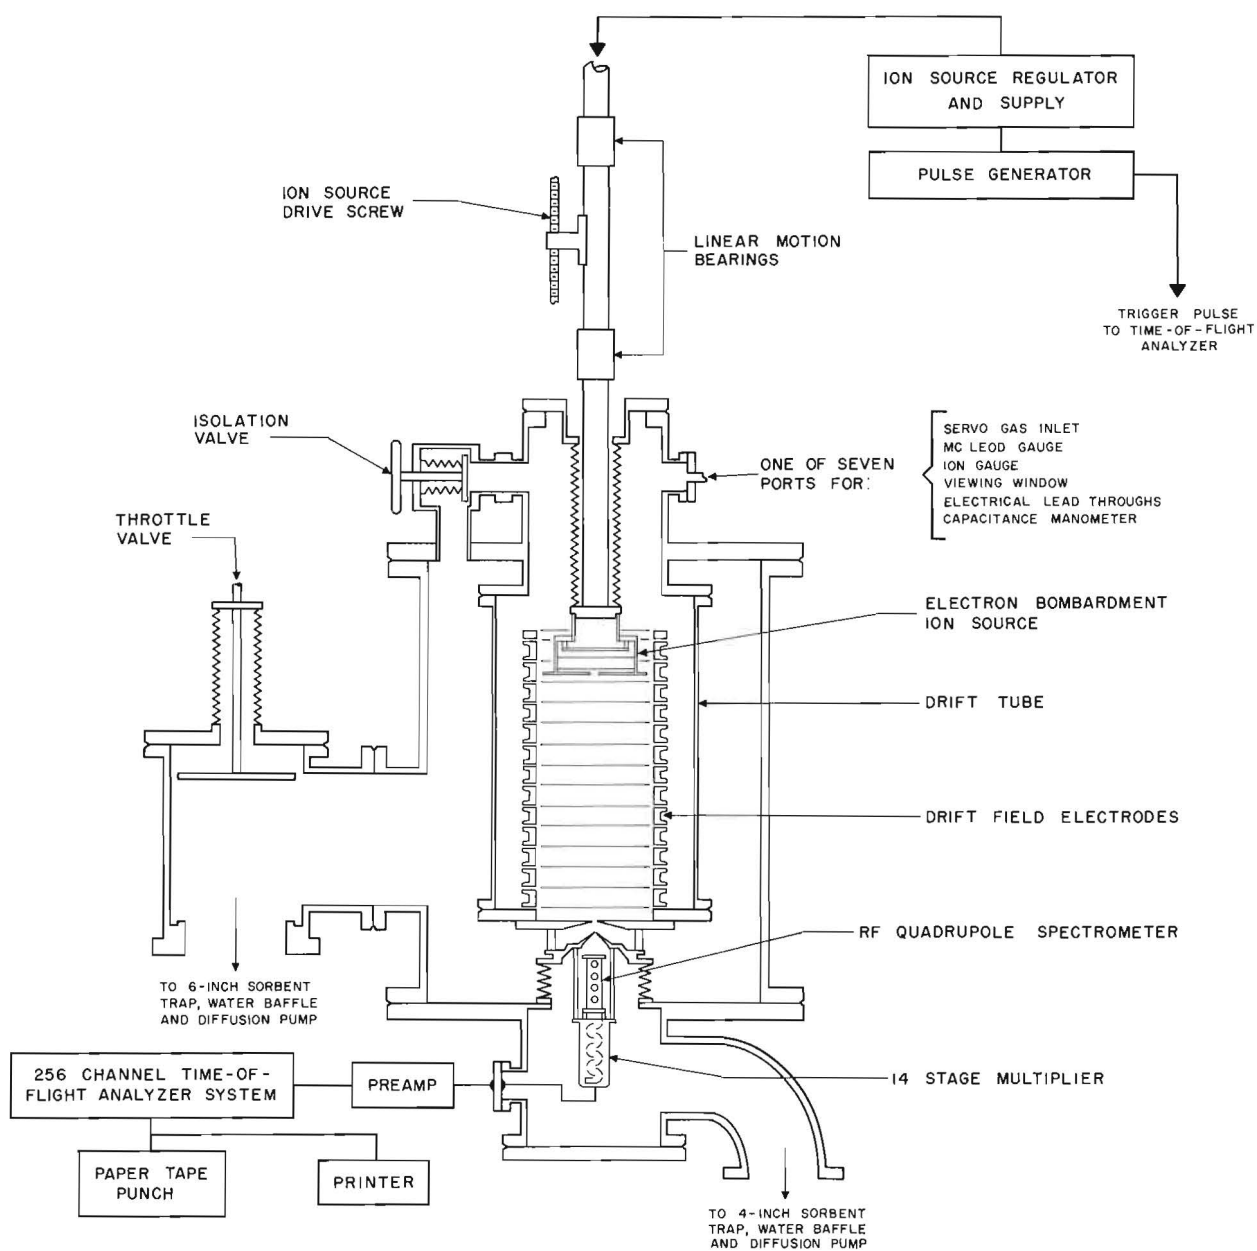 ION SOURCE REGULATOR
AND SUPPLY
PULSE GENERATOR
ION SOURCE
DRIVE SCREW
LINEAR MOTION
BEARINGS
TRIGGER PULSE
TO TIME-OF-FLIGHT
ANALYZER
ISOLATION
VALVE
ONE OF SEVEN
PORTS FOR:
SERVO GAS INLET
MC LEOD GAUGE
ION GAUGE
VIEWING WINDOW
ELECTRICAL LEAD THROUGHS
CAPACITANCE MANOMETER
THROTTLE
VALVE
ELECTRON BOMBARDMENT
ION SOURCE
DRIFT TUBE
DRIFT FIELD ELECTRODES
RF QUADRUPOLE SPECTROMETER
TO 6-INCH SORBENT
TRAP, WATER BAFFLE
AND DIFFUSION PUMP
256 CHANNEL TIME-OF-
FLIGHT ANALYZER SYSTEM
PREAMP
14 STAGE MULTIPLIER
PAPER TAPE
PUNCH
PRINTER
TO 4-INCH SORBENT
TRAP, WATER BAFFLE
AND DIFFUSION PUMP